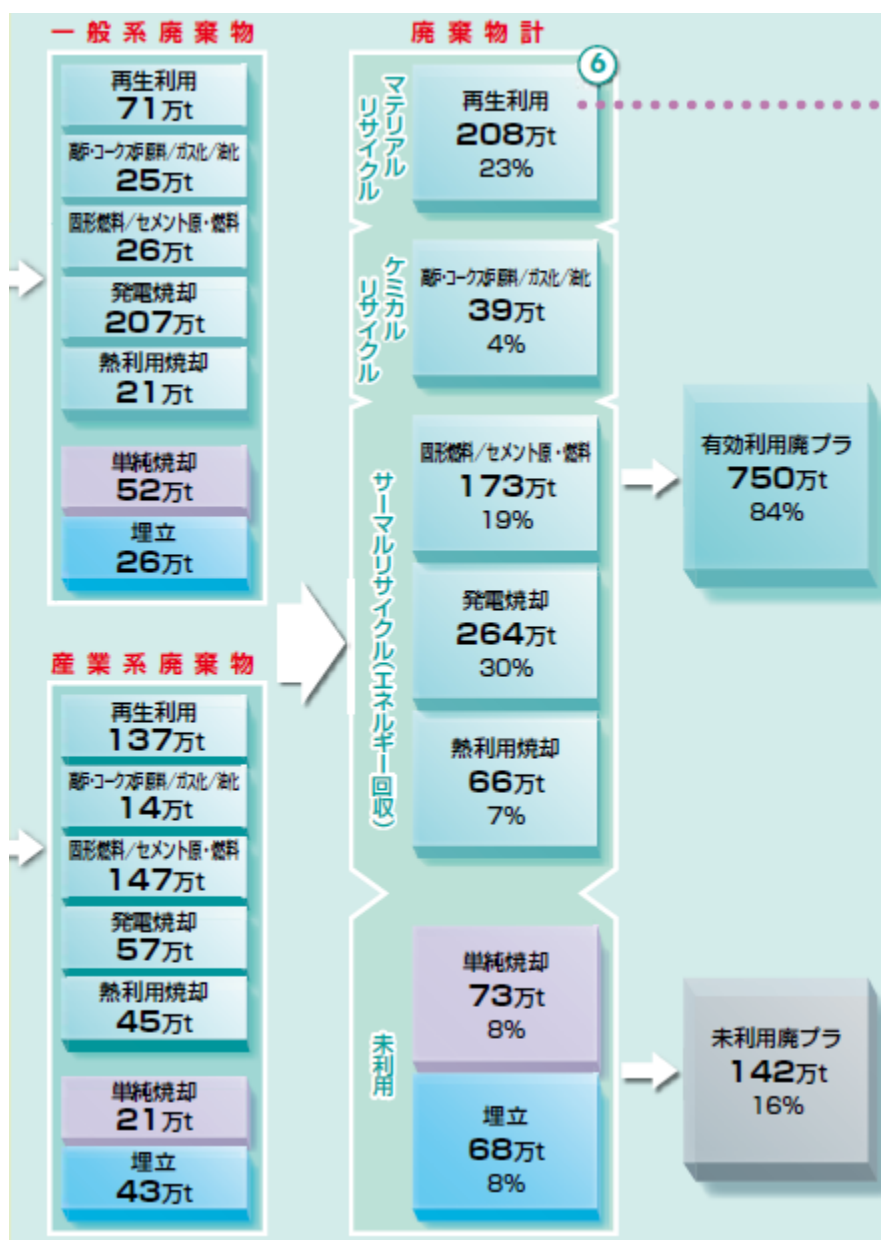 一般系廃棄物
再生利用
71万t
高炉・コークス炉原料/ガス化/油化
25万t
固形燃料/セメント原・燃料
26万t
発電焼却
207万t
熱利用焼却
21万t
単純焼却
52万t
埋立
26万t
産業系廃棄物
再生利用
137万t
高炉・コークス炉原料/ガス化/油化
14万t
固形燃料/セメント原・燃料
147万t
発電焼却
57万t
熱利用焼却
45万t
単純焼却
21万t
埋立
43万t
廃棄物計
6
マテリアル
リサイクル
再生利用
208万t
23%
ケミカル
リサイクル
高炉・コークス炉原料/ガス化/油化
39万t
4%
サーマルリサイクル(エネルギー回収)
固形燃料/セメント原・燃料
173万t
19%
発電焼却
264万t
30%
熱利用焼却
66万t
7%
未利用
単純焼却
73万t
8%
埋立
68万t
8%
有効利用廃プラ
750万t
84%
未利用廃プラ
142万t
16%